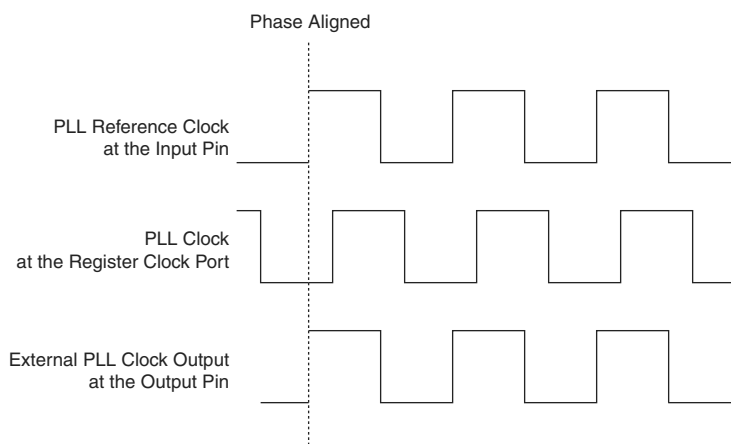 Phase Aligned
PLL Reference Clock
at the Input Pin
PLL Clock
at the Register Clock Port
External PLL Clock Output
at the Output Pin